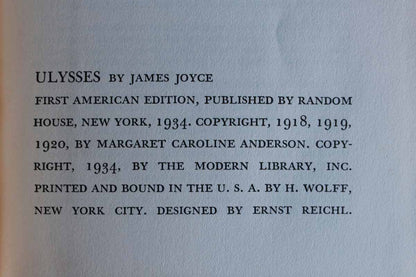 ULYSSES BY JAMES JOYCE
FIRST AMERICAN EDITION, PUBLISHED BY RANDOM
HOUSE, NEW YORK, 1934. COPYRIGHT, 1918, 1919,
1920, BY MARGARET CAROLINE ANDERSON. COPY-
RIGHT, 1934, BY THE MODERN LIBRARY, INC.
PRINTED AND BOUND IN THE U. S. A. BY H. WOLFF,
NEW YORK CITY. DESIGNED BY ERNST REICHL.